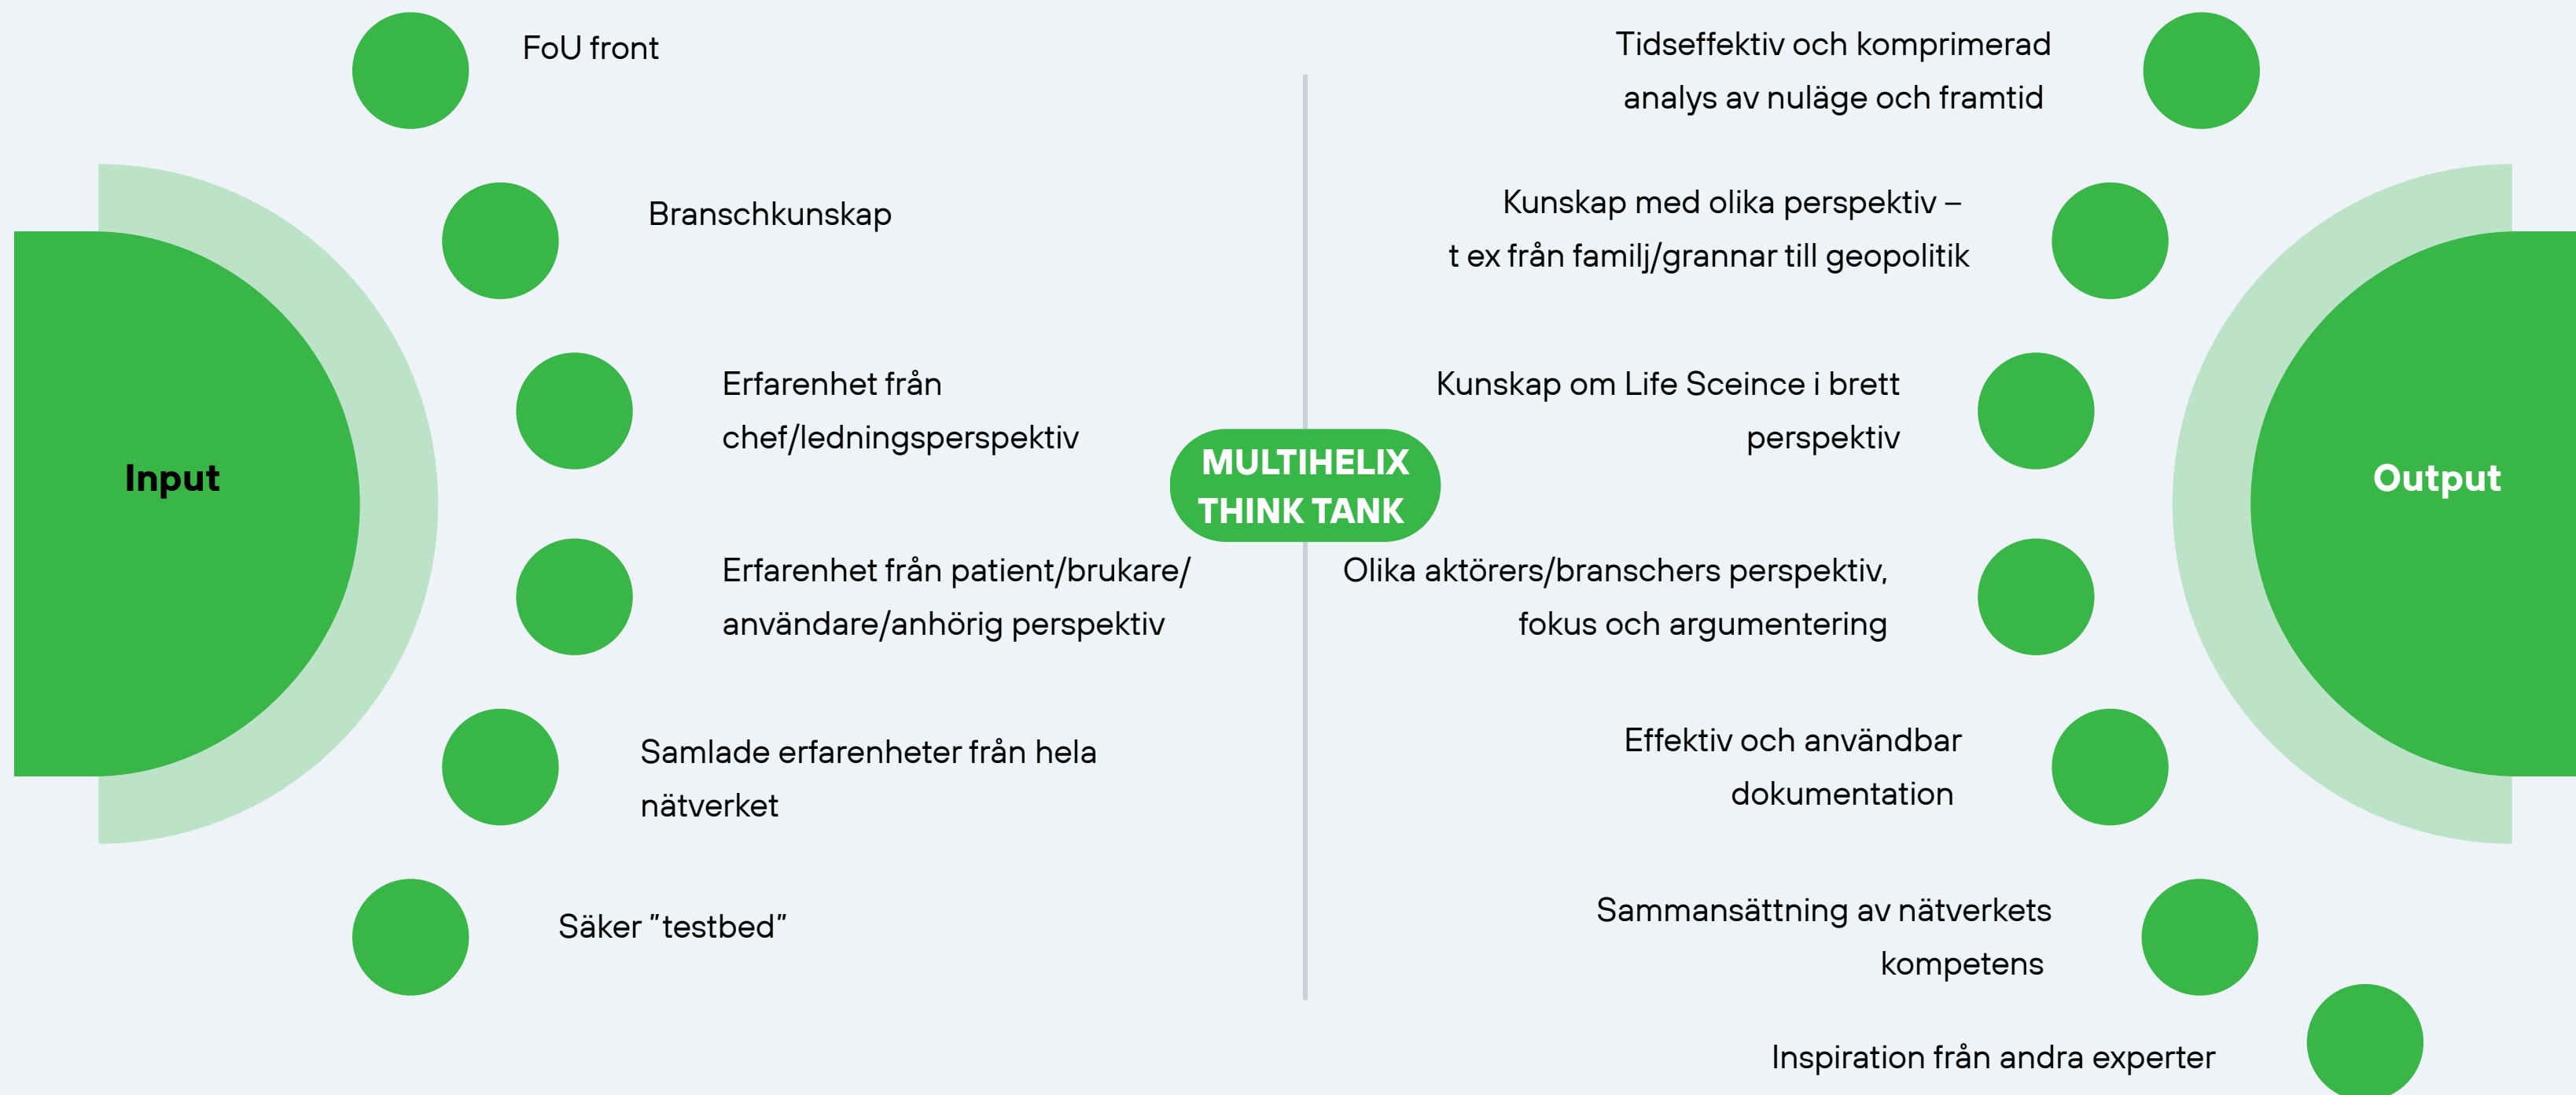 Input
FoU front
Branschkunskap
Erfarenhet från
chef/ledningsperspektiv
Erfarenhet från patient/brukare/
användare/anhörig perspektiv
Samlade erfarenheter från hela
nätverket
Säker ”testbed”
MULTIHELIX
THINK TANK
Tidseffektiv och komprimerad
analys av nuläge och framtid
Kunskap med olika perspektiv –
t ex från familj/grannar till geopolitik
Kunskap om Life Sceince i brett
perspektiv
Olika aktörers/branschers perspektiv,
fokus och argumentering
Effektiv och användbar
dokumentation
Sammansättning av nätverkets
kompetens
Inspiration från andra experter
Output